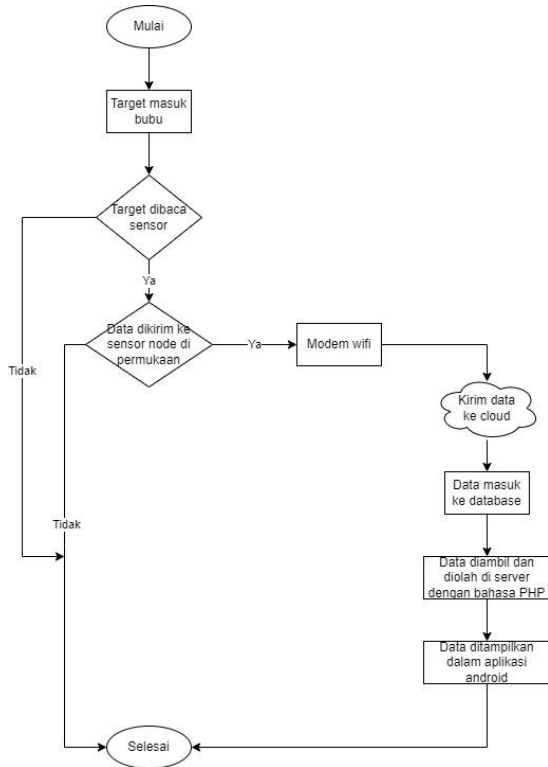 Mulai
Target masuk
bubu
Target dibaca
sensor
Ya
Data dikirim ke
sensor node di
permukaan
Ya
Modem wifi
Tidak
Kirim data
ke cloud
Data masuk
ke database
Tidak
Data diambil dan
diolah di server
dengan bahasa PHP
Data ditampilkan
dalam aplikasi
android
Selesai